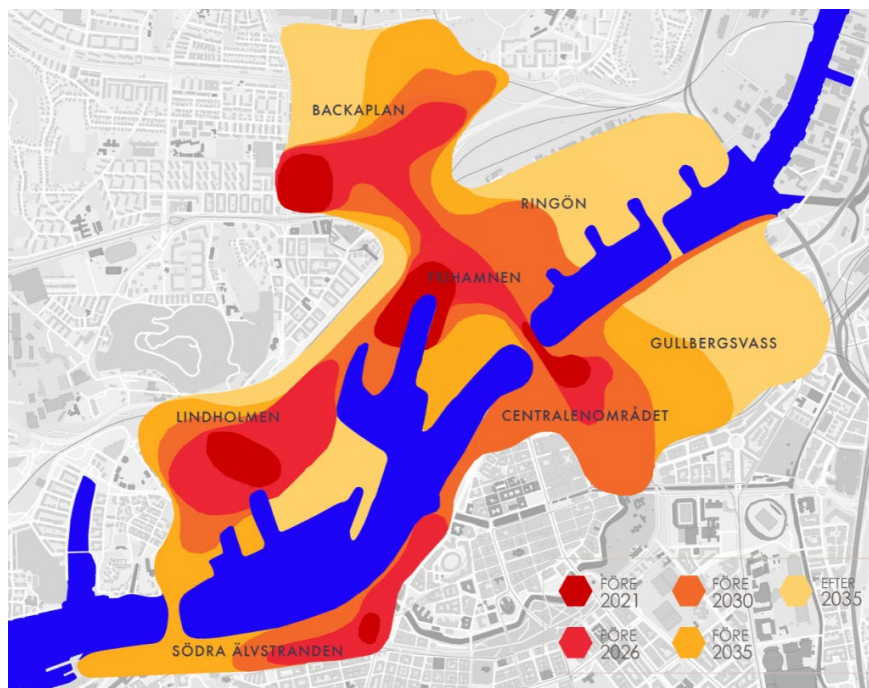 BACKAPLAN
RINGÖN
FRIHAMNEN
GULLBERGSVASS
LINDHOLMEN
CENTRALENOMRÅDET
SÖDRA ÄLVSTRANDEN
FÖRE
2021
FÖRE
2030
EFTER
2035
FÖRE
2026
FÖRE
2035